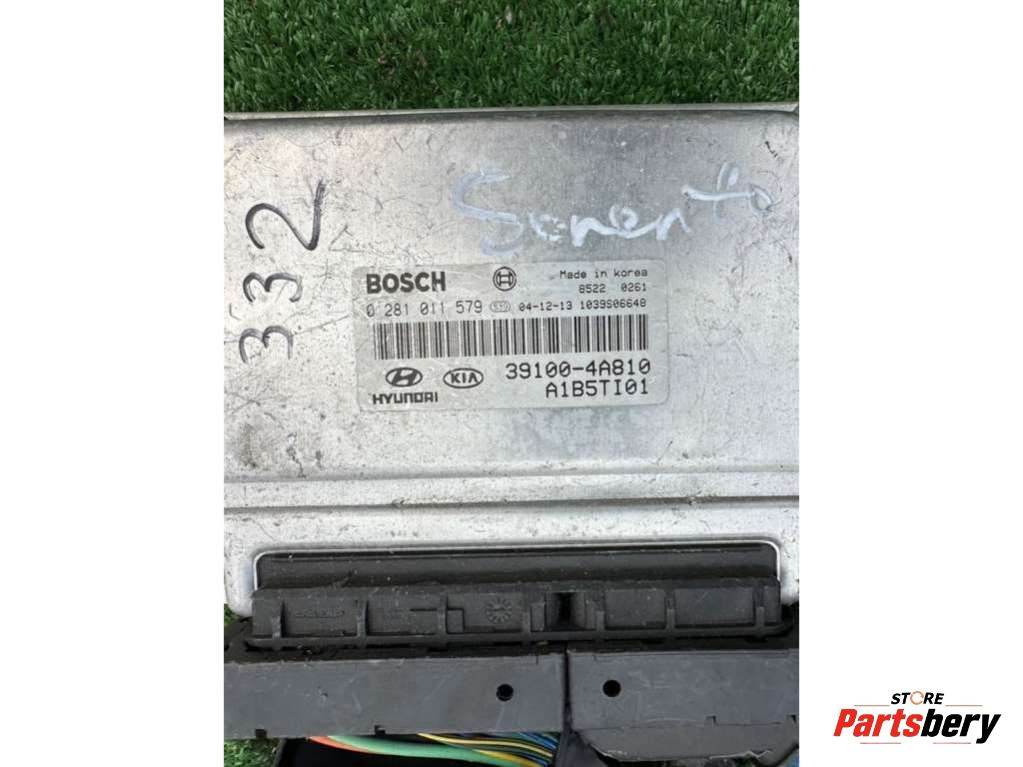 332
Sorento
BOSCH
Made in korea
8522 0261
0 281 011 579 510 04-12-13 1039S06648
39100-4A810
KIA
HYUNDAI
A1B5TI01
STORE
Partsbery